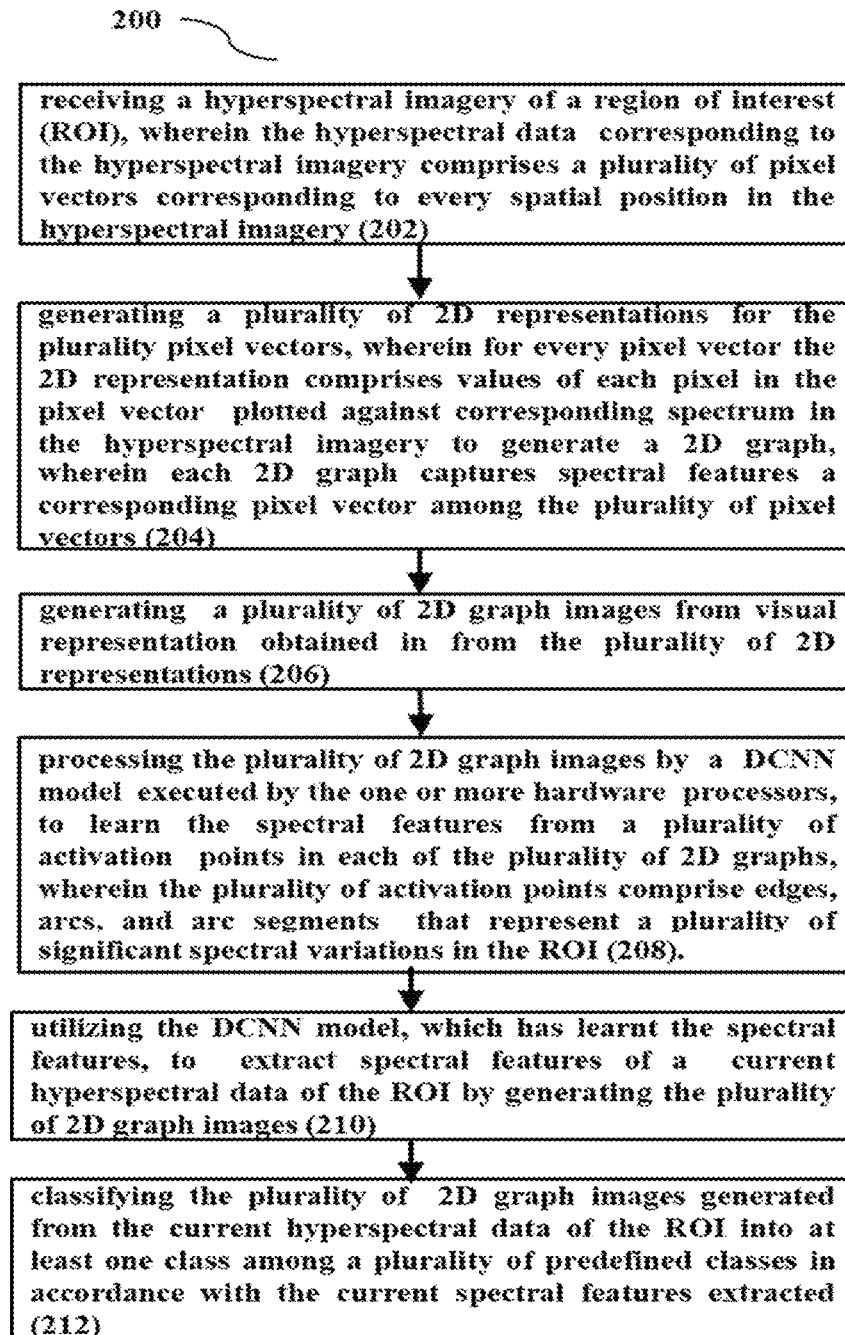 200
receiving a hyperspectral imagery of a region of interest
(ROI), wherein the hyperspectral data corresponding to
the hyperspectral imagery comprises a plurality of pixel
vectors corresponding to every spatial position in the
hyperspectral imagery (202)
generating a plurality of 2D representations for the
plurality pixel vectors, wherein for every pixel vector the
2D representation comprises values of each pixel in the
pixel vector plotted against corresponding spectrum in
the hyperspectral imagery to generate a 2D graph,
wherein each 2D graph captures spectral features a
corresponding pixel vector among the plurality of pixel
vectors (204)
generating a plurality of 2D graph images from visual
representation obtained in from the plurality of 2D
representations (206)
processing the plurality of 2D graph images by a DCNN
model executed by the one or more hardware processors,
to learn the spectral features from a plurality of
activation points in each of the plurality of 2D graphs,
wherein the plurality of activation points comprise edges,
arcs, and arc segments that represent a plurality of
significant spectral variations in the ROI (208).
utilizing the DCNN model, which has learnt the spectral
features, to extract spectral features of a current
hyperspectral data of the ROI by generating the plurality
of 2D graph images (210)
classifying the plurality of 2D graph images generated
from the current hyperspectral data of the ROI into at
least one class among a plurality of predefined classes in
accordance with the current spectral features extracted
(212)